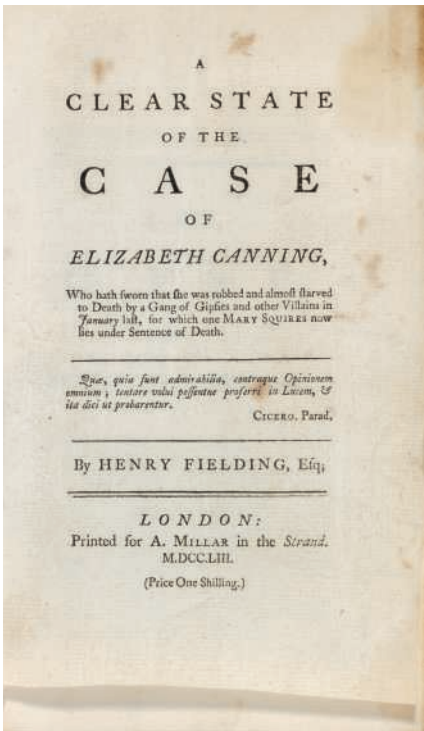 A
CLEAR STATE
OF THE
CASE
OF
ELIZABETH CANNING,
Who hath ſworn that ſhe was robbed and almoſt ſtarved
to Death by a Gang of Gipſies and other Villains in
January laſt, for which one MARY SQUIRES now
lies under Sentence of Death.
Quæ, quia ſunt admirabilia, contraque Opinionem
omnium; tentare volui poſſentne proferri in Lucem, &
ita dici ut probarentur.
CICERO. Parad.
By HENRY FIELDING, Eſq;
LONDON:
Printed for A. MILLAR in the Strand.
M.DCC.LIII.
(Price One Shilling.)